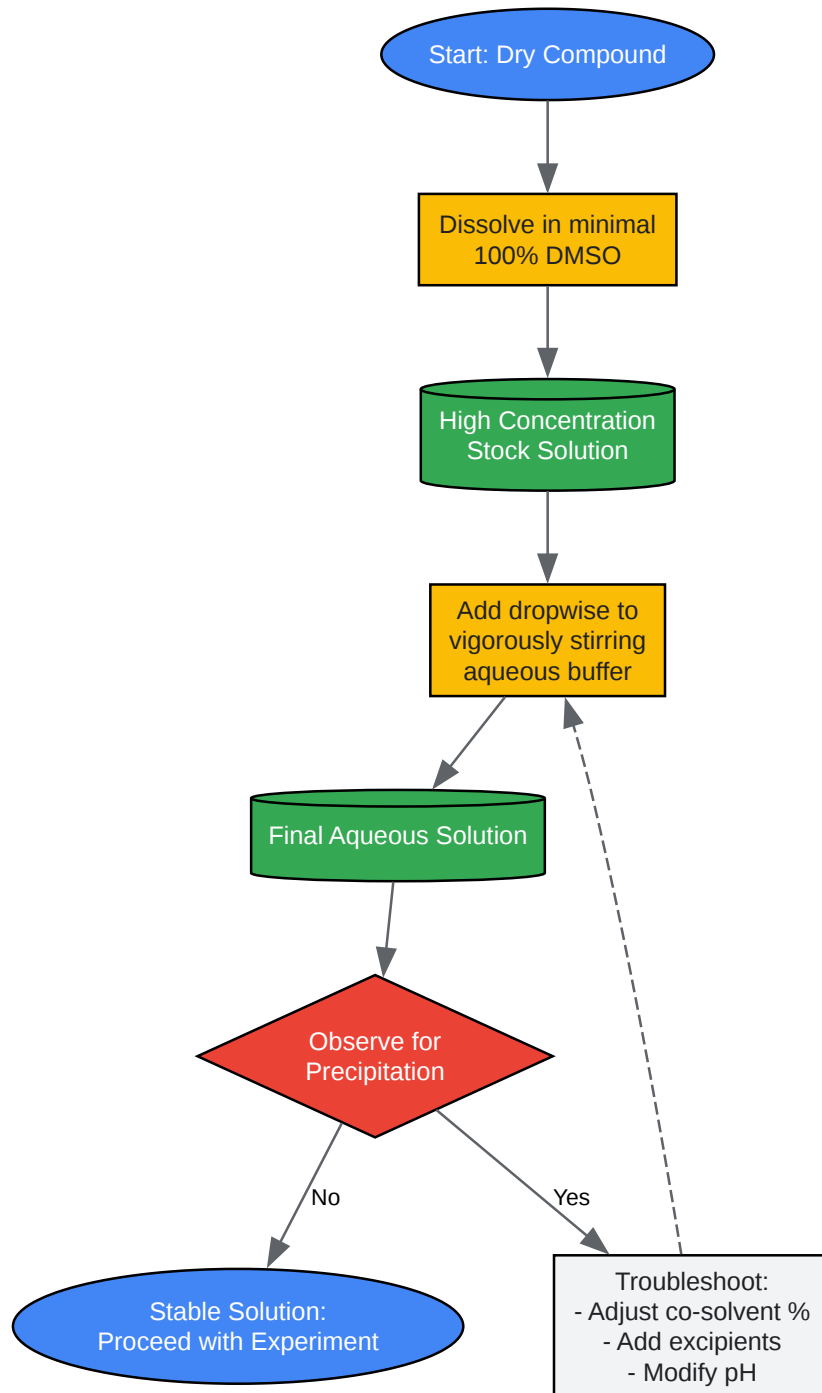 Start: Dry Compound
Dissolve in minimal
100% DMSO
High Concentration
Stock Solution
Add dropwise to
vigorously stirring
aqueous buffer
Final Aqueous Solution
Observe for
Precipitation
No
Yes
Stable Solution:
Proceed with Experiment
Troubleshoot:
- Adjust co-solvent %
- Add excipients
- Modify pH